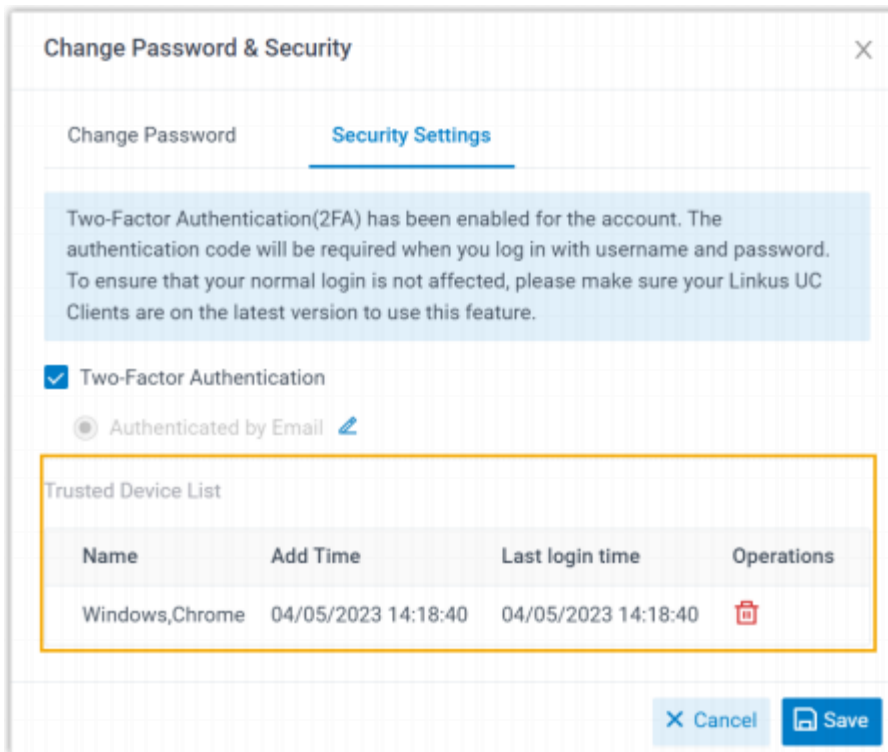 Change Password & Security
Change Password Security Settings
Two-Factor Authentication(2FA) has been enabled for the account. The
authentication code will be required when you log in with username and password.
To ensure that your normal login is not affected, please make sure your Linkus UC
Clients are on the latest version to use this feature.
Two-Factor Authentication
Authenticated by Email
Trusted Device List
Name Add Time Last login time Operations
Windows,Chrome 04/05/2023 14:18:40 04/05/2023 14:18:40
Cancel Save